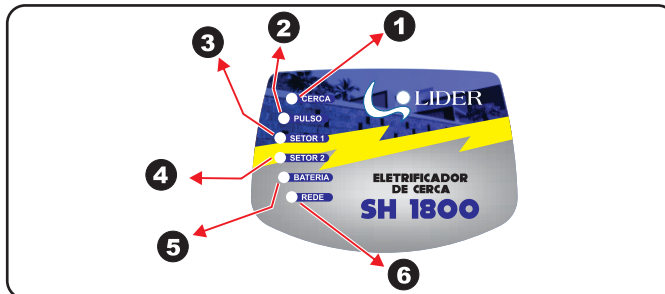 1
2
3
CERCA
LIDER
PULSO
SETOR 1
4
SETOR 2
BATERIA
ELETRIFICADOR
DE CERCA
REDE
SH 1800
5
6